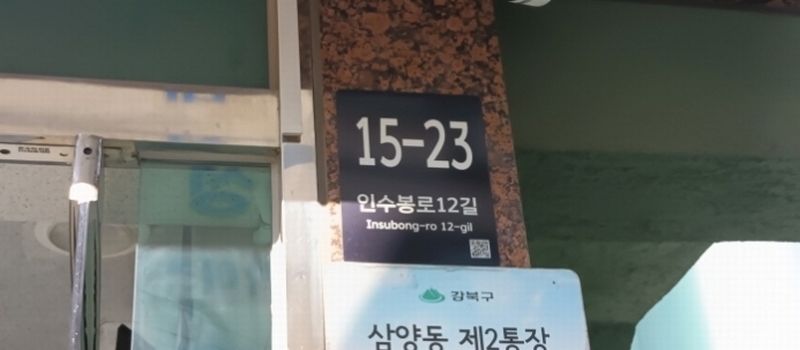 15-23
인수봉로12길
Insubong-ro 12-gil
강북구
삼양동 제2통장